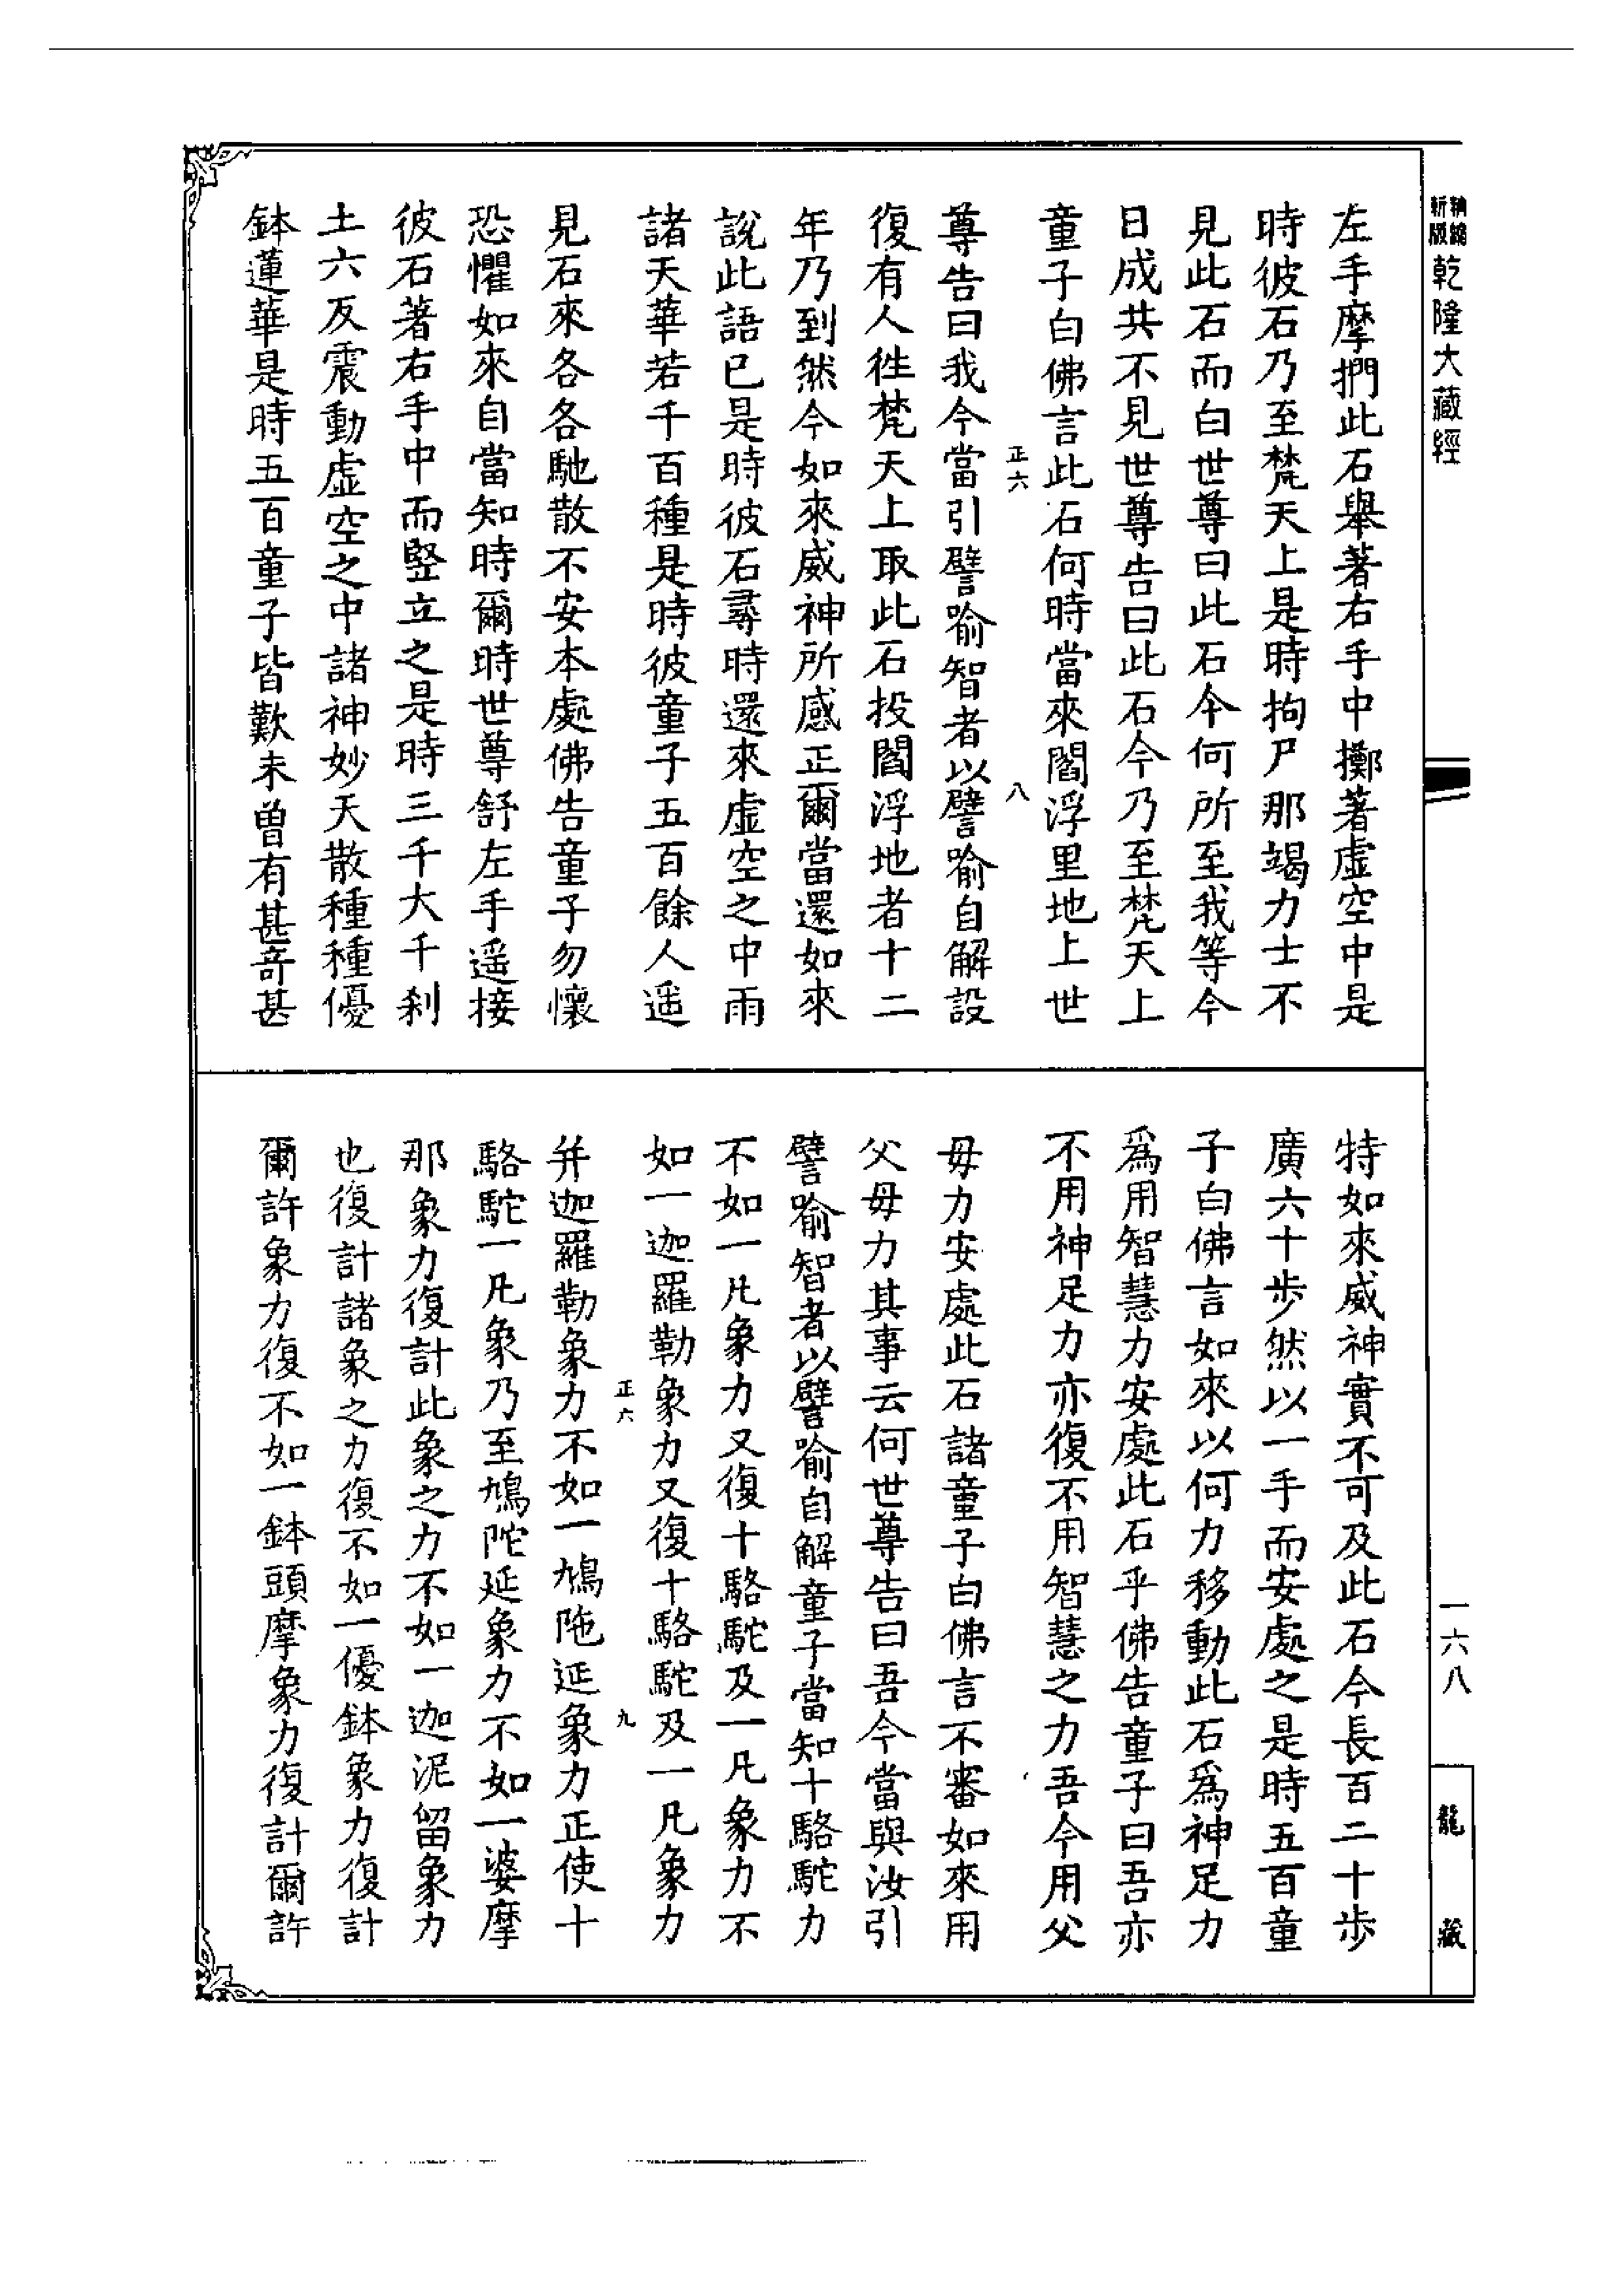 精縮
新版
乾隆大藏經
左手摩捫此石舉著右手中擲著虛空中是
時彼石乃至梵天上是時拘尸那竭力士不
見此石而白世尊曰此石今何所至我等今
日成共不見世尊告曰此石今乃至梵天上
童子白佛言此石何時當來閻浮里地上世
正六
八
尊告曰我今當引譬喻智者以譬喻自解設
復有人往梵天上取此石投閻浮地者十二
年乃到然今如來威神所感正爾當還如來
說此語已是時彼石尋時還來虛空之中雨
諸天華若千百種是時彼童子五百餘人遥
見石來各各馳散不安本處佛告童子勿懷
恐懼如來自當知時爾時世尊舒左手遥接
彼石著右手中而竪立之是時三千大千刹
土六反震動虛空之中諸神妙天散種種優
鉢蓮華是時五百童子皆歎未曽有甚竒甚
特如來威神實不可及此石今長百二十步
廣六十步然以一手而安處之是時五百童
子白佛言如來以何力移動此石爲神足力
爲用智慧力安處此石乎佛告童子曰吾亦
不用神足力亦復不用智慧之力吾今用父
母力安處此石諸童子白佛言不審如來用
父母力其事云何世尊告曰吾今當與汝引
譬喻智者以譬喻自解童子當知十駱駝力
不如一凡象力又復十駱駝及一凡象力不
如一迦羅勒象力又復十駱駝及一凡象力
正六
九
并迦羅勒象力不如一鳩陁延象力正使十
駱駝一凡象乃至鳩陀延象力不如一婆摩
那象力復計此象之力不如一迦泥留象力
也復計諸象之力復不如一優鉢象力復計
爾許象力復不如一鉢頭摩象力復計爾許
一六八
龍藏